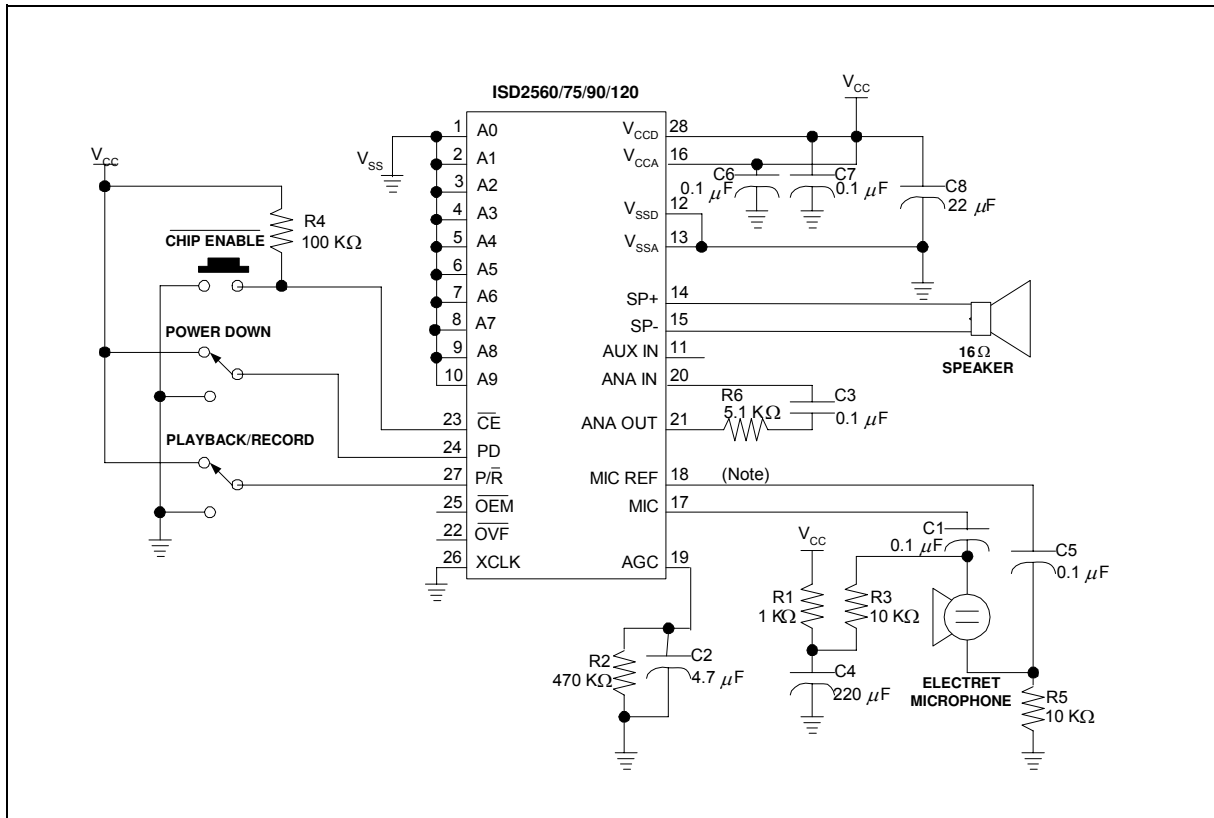 ISD2560/75/90/120
V_CC
V_SS
V_CC
1 A0
2 A1
3 A2
4 A3
5 A4
6 A5
7 A6
8 A7
9 A8
10 A9
23 C̅E̅
24 PD
27 P/R̅
25 O̅E̅M̅
22 O̅V̅F̅
26 XCLK
V_CCD 28
V_CCA 16
V_SSD 12
V_SSA 13
SP+ 14
SP- 15
AUX IN 11
ANA IN 20
ANA OUT 21
MIC REF 18 (Note)
MIC 17
AGC 19
R4
100 KΩ
C̅H̅I̅P̅ E̅N̅A̅B̅L̅E̅
POWER DOWN
PLAYBACK/RECORD
C6
0.1 μF
C7
0.1 μF
C8
22 μF
16Ω
SPEAKER
R6
5.1 KΩ
C3
0.1 μF
C1
0.1 μF
C5
0.1 μF
V_CC
R1
1 KΩ
R3
10 KΩ
R2
470 KΩ
C2
4.7 μF
C4
220 μF
ELECTRET
MICROPHONE
R5
10 KΩ